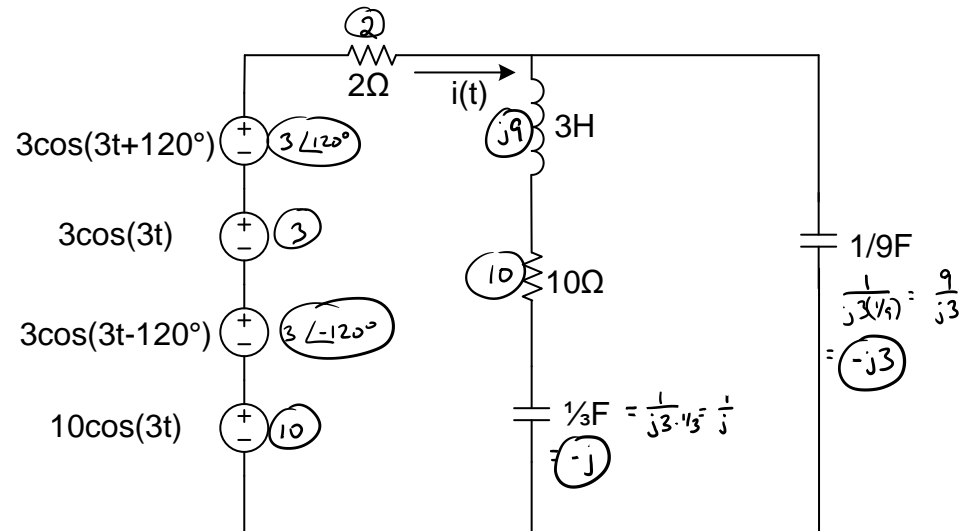 2
2Ω
i(t)
3cos(3t+120°)
+
−
3∠120°
j9
3H
3cos(3t)
+
−
3
1/9F
10
10Ω
1/j3(1/9) = 9/j3
= -j3
3cos(3t-120°)
+
−
3∠-120°
10cos(3t)
+
−
10
⅓F = 1/j3·1/3 = 1/j
= -j